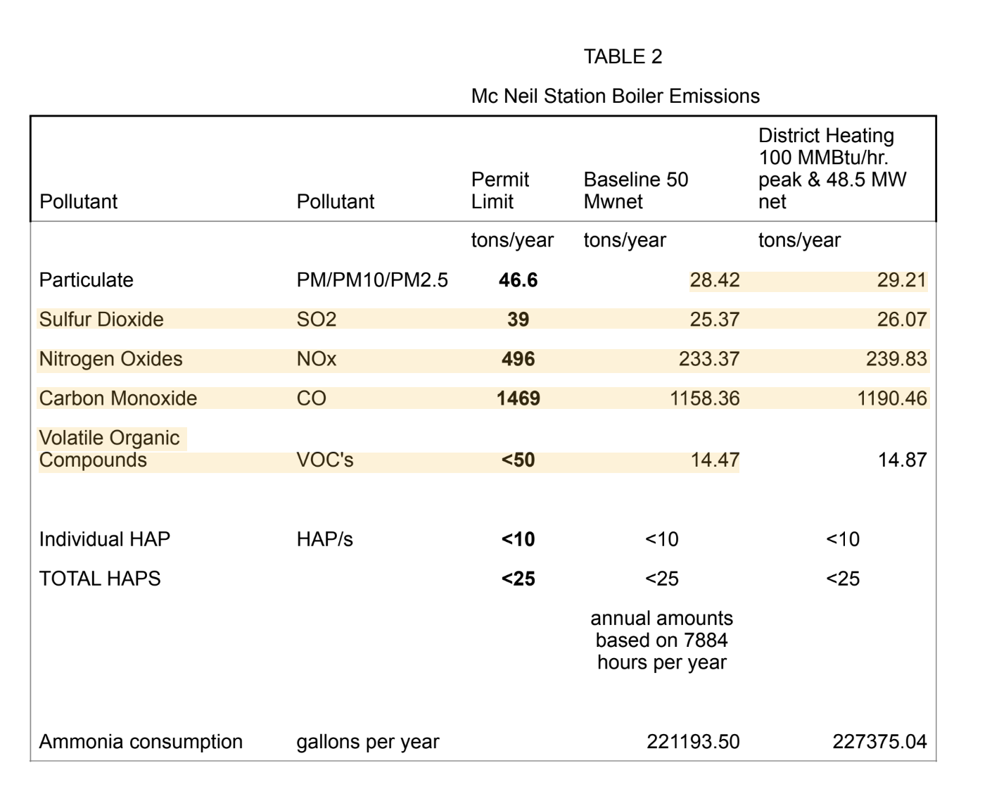 TABLE 2
Mc Neil Station Boiler Emissions
Pollutant Pollutant Permit Limit Baseline 50 Mwnet District Heating 100 MMBtu/hr. peak & 48.5 MW net
tons/year tons/year tons/year
Particulate PM/PM10/PM2.5 46.6 28.42 29.21
Sulfur Dioxide SO2 39 25.37 26.07
Nitrogen Oxides NOx 496 233.37 239.83
Carbon Monoxide CO 1469 1158.36 1190.46
Volatile Organic
Compounds VOC's <50 14.47 14.87
Individual HAP HAP/s <10 <10 <10
TOTAL HAPS <25 <25 <25
annual amounts
based on 7884
hours per year
Ammonia consumption gallons per year 221193.50 227375.04